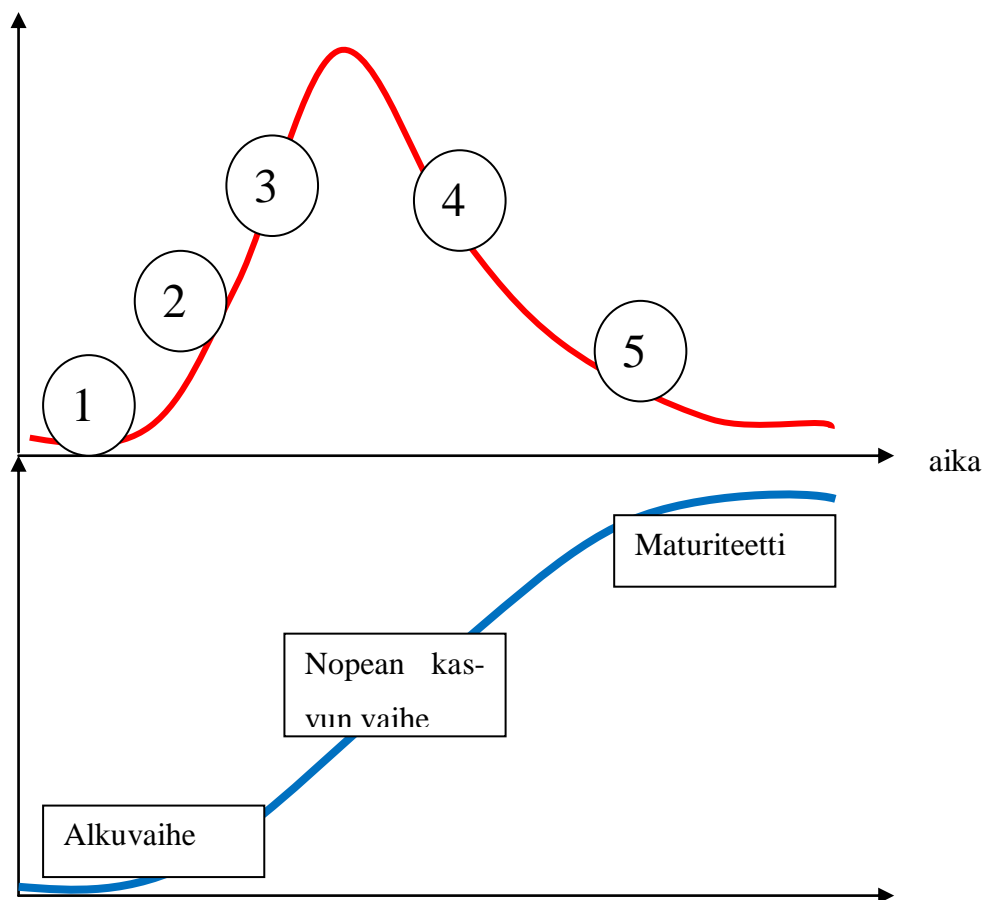 3
4
2
5
1
aika
Maturiteetti
Nopean kas-
vun vaihe
Alkuvaihe